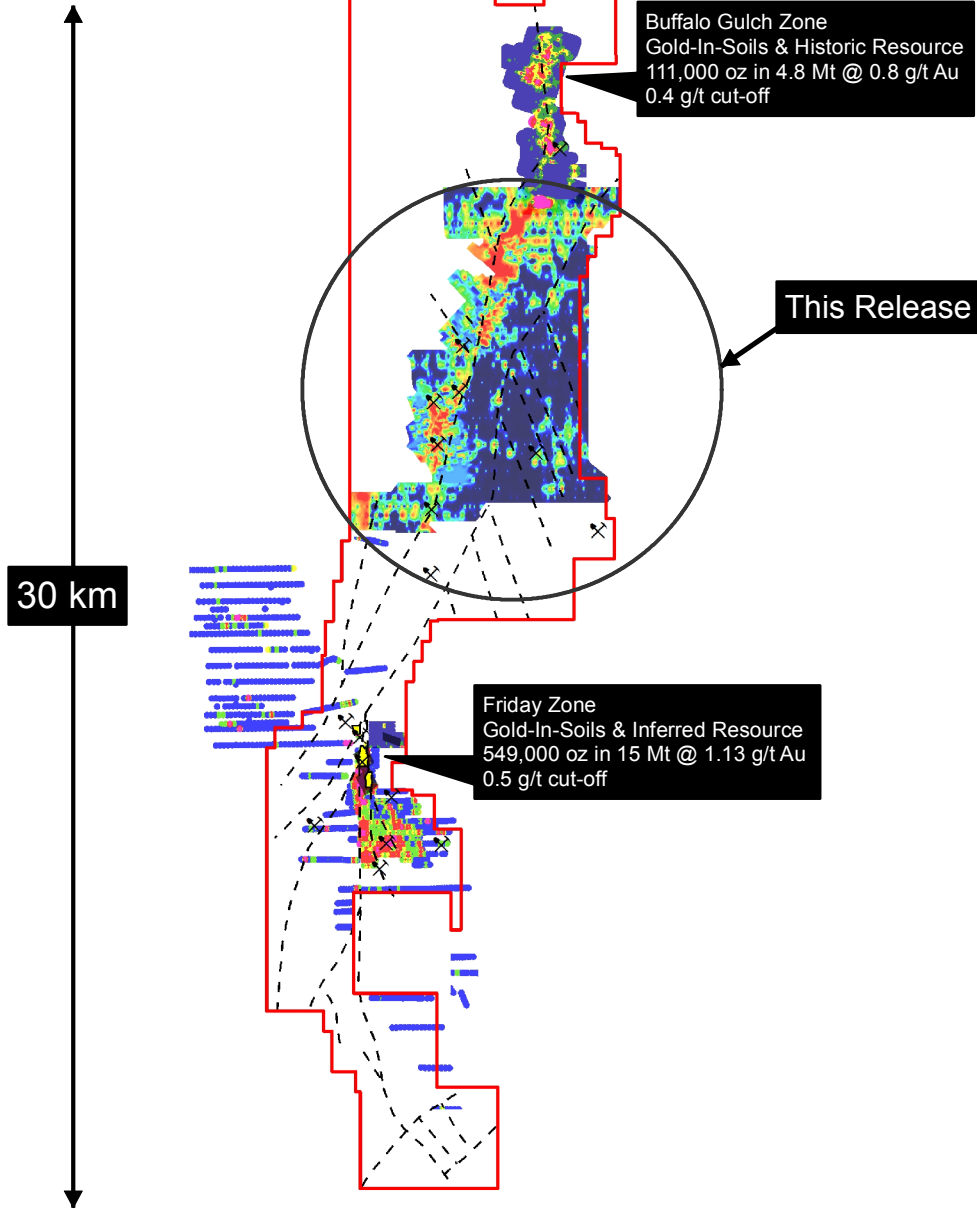 Buffalo Gulch Zone
Gold-In-Soils & Historic Resource
111,000 oz in 4.8 Mt @ 0.8 g/t Au
0.4 g/t cut-off
This Release
30 km
Friday Zone
Gold-In-Soils & Inferred Resource
549,000 oz in 15 Mt @ 1.13 g/t Au
0.5 g/t cut-off